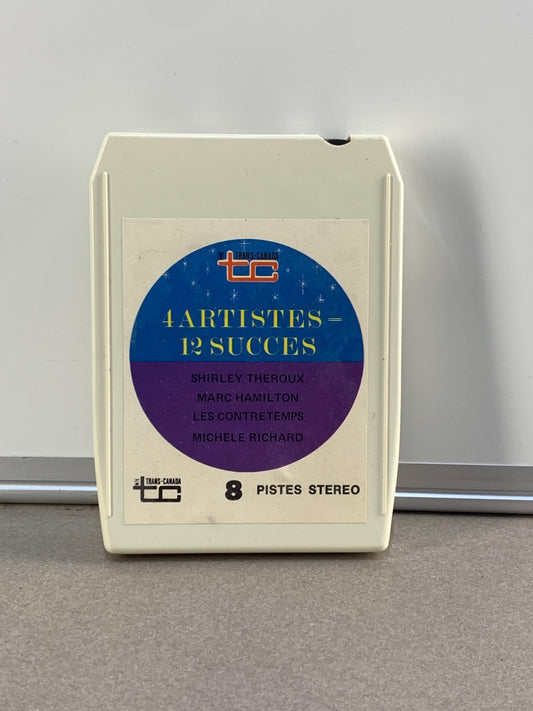 TRANS-CANADA
tc
4 ARTISTES =
12 SUCCES
SHIRLEY THEROUX
MARC HAMILTON
LES CONTRETEMPS
MICHELE RICHARD
TRANS-CANADA
tc
8 PISTES STEREO